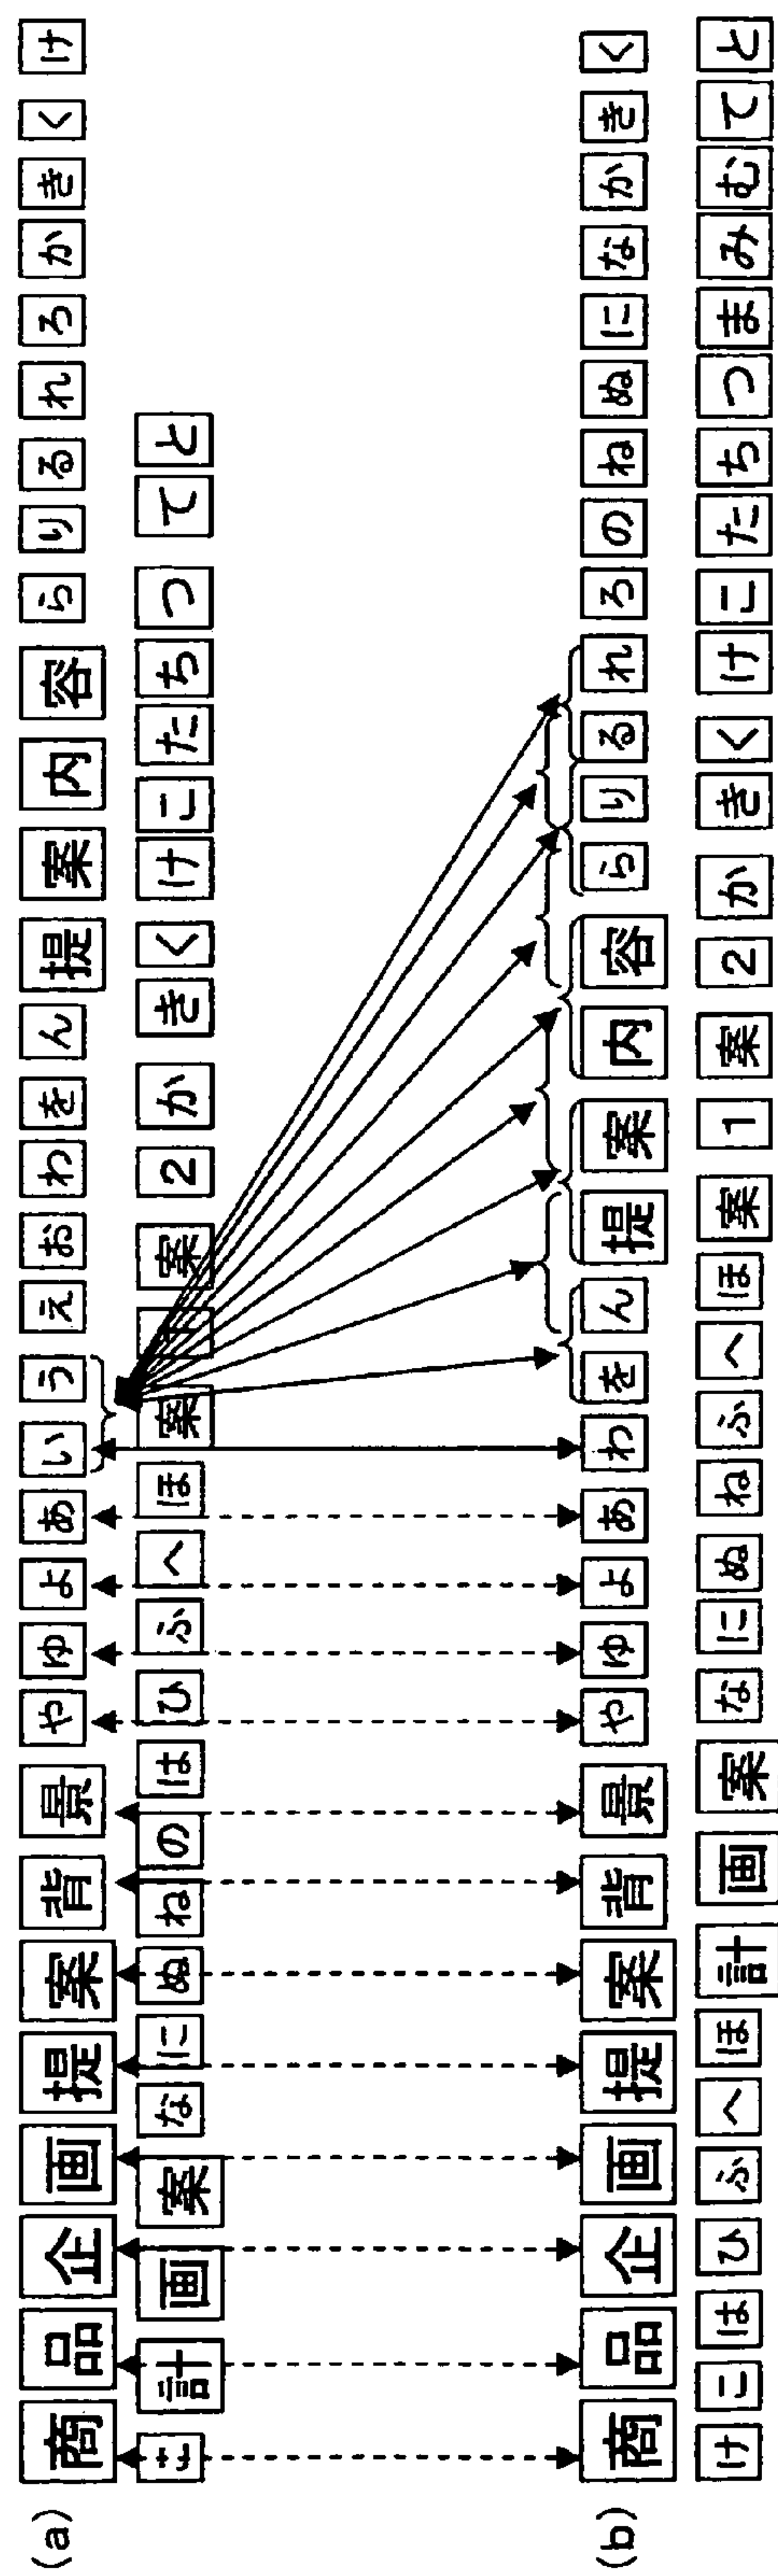 (a) 商品企画提案背景やゆよあいうえおわをん提案内容らりるれろかきくけ
こ計画案なにぬねのはひふへほ案1案2かきくけこたちつてと
(b) 商品企画提案背景やゆよあわをん提案内容らりるれろのねぬになかきく
けこはひふへほ計画案なにぬねふへほ案1案2かきくけこたちつまみむてと